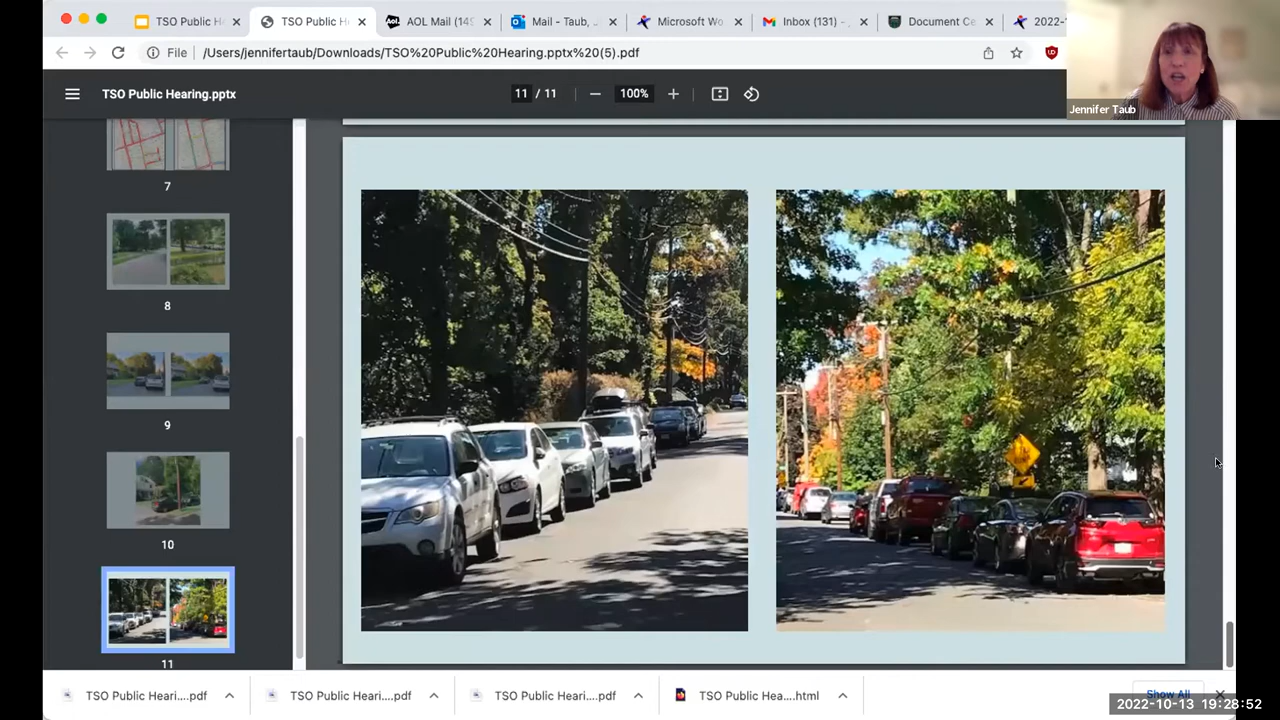 TSO Public H
TSO Public H
AOL Mail (149
Mail - Taub, J
Microsoft Wo
Inbox (131) -
Document Ce
2022-1
File
/Users/jennifertaub/Downloads/TSO%20Public%20Hearing.pptx%20(5).pdf
TSO Public Hearing.pptx
11 / 11
100%
Jennifer Taub
7
8
9
10
11
TSO Public Heari....pdf
TSO Public Heari....pdf
TSO Public Heari....pdf
TSO Public Hea....html
Show All
2022-10-13 19:28:52